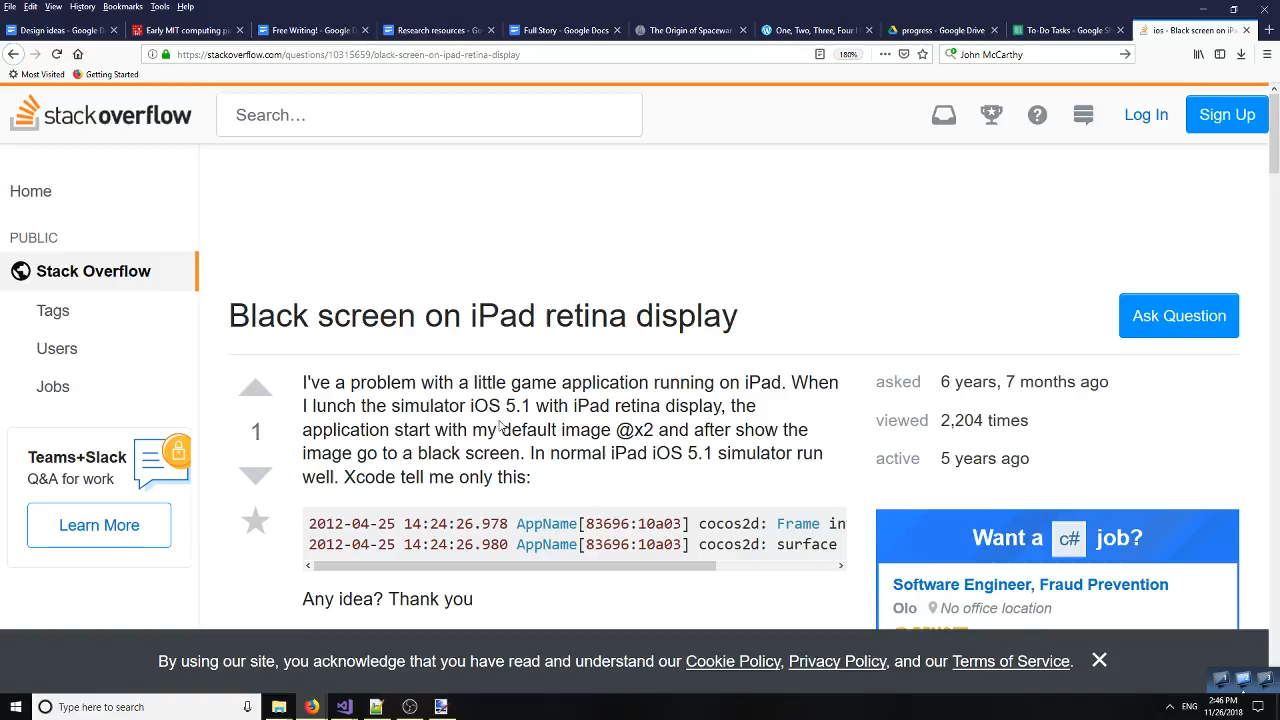 File Edit View History Bookmarks Tools Help
Design ideas - Google D
Early MIT computing pi
Free Writing! - Google D
Research resources - Go
Full Story - Google Docs
The Origin of Spacewar
One, Two, Three, Four I
progress - Google Drive
To-Do Tasks - Google Sh
ios - Black screen on iPa
https://stackoverflow.com/questions/10315659/black-screen-on-ipad-retina-display
180%
John McCarthy
Most Visited Getting Started
stackoverflow
Search…
Log In
Sign Up
Home
PUBLIC
Stack Overflow
Tags
Users
Jobs
Teams+Slack
Q&A for work
Learn More
Black screen on iPad retina display
Ask Question
1
I've a problem with a little game application running on iPad. When
I lunch the simulator iOS 5.1 with iPad retina display, the
application start with my default image @x2 and after show the
image go to a black screen. In normal iPad iOS 5.1 simulator run
well. Xcode tell me only this:
2012-04-25 14:24:26.978 AppName[83696:10a03] cocos2d: Frame in
2012-04-25 14:24:26.980 AppName[83696:10a03] cocos2d: surface
Any idea? Thank you
asked 6 years, 7 months ago
viewed 2,204 times
active 5 years ago
Want a c# job?
Software Engineer, Fraud Prevention
Olo No office location
By using our site, you acknowledge that you have read and understand our Cookie Policy, Privacy Policy, and our Terms of Service.
Type here to search
ENG
2:46 PM
11/26/2018